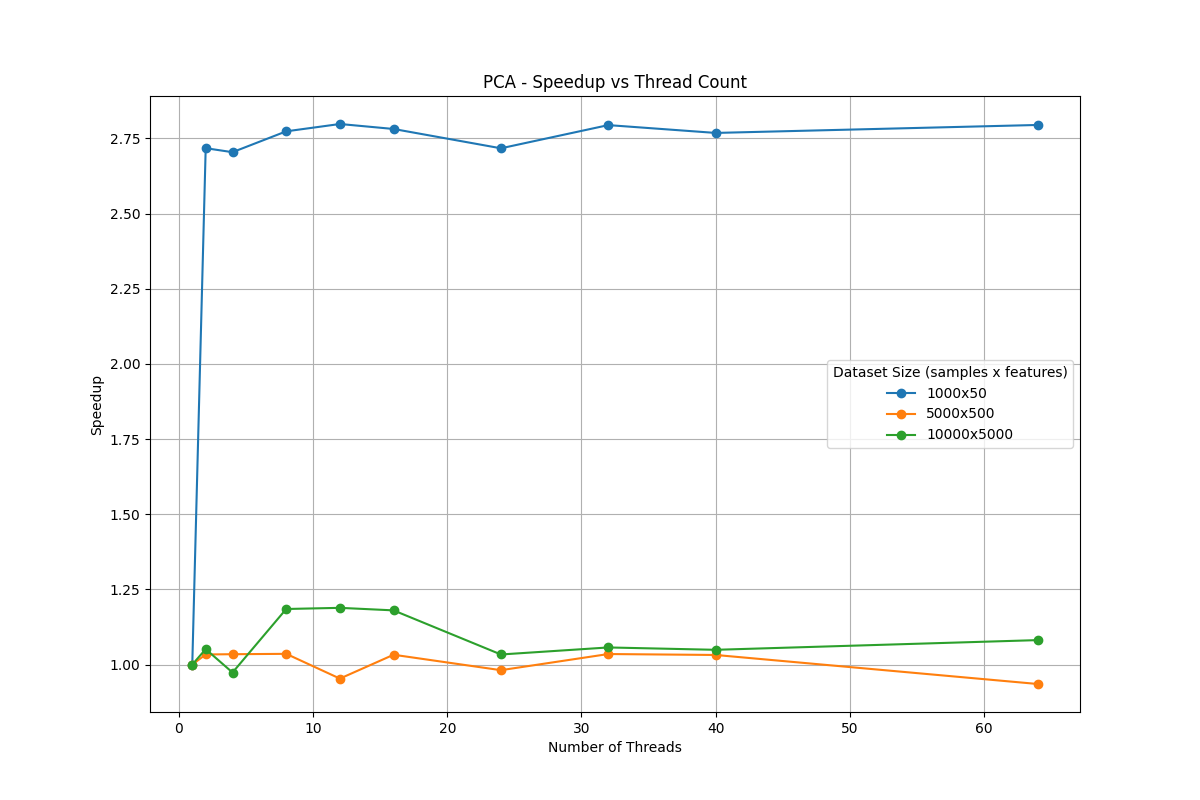 PCA - Speedup vs Thread Count
2.75
2.50
2.25
2.00
1.75
1.50
1.25
1.00
Speedup
Dataset Size (samples x features)
1000x50
5000x500
10000x5000
0 10 20 30 40 50 60
Number of Threads